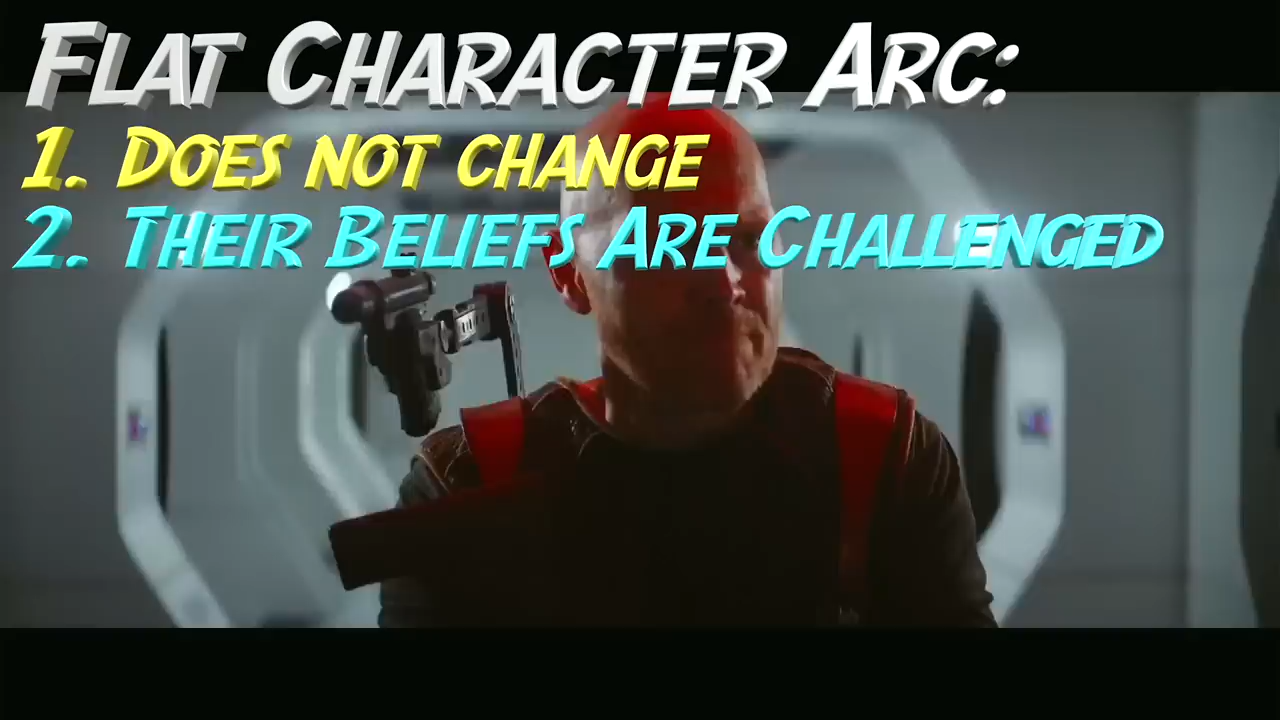 Flat Character Arc:
1. Does not change
2. Their Beliefs Are Challenged